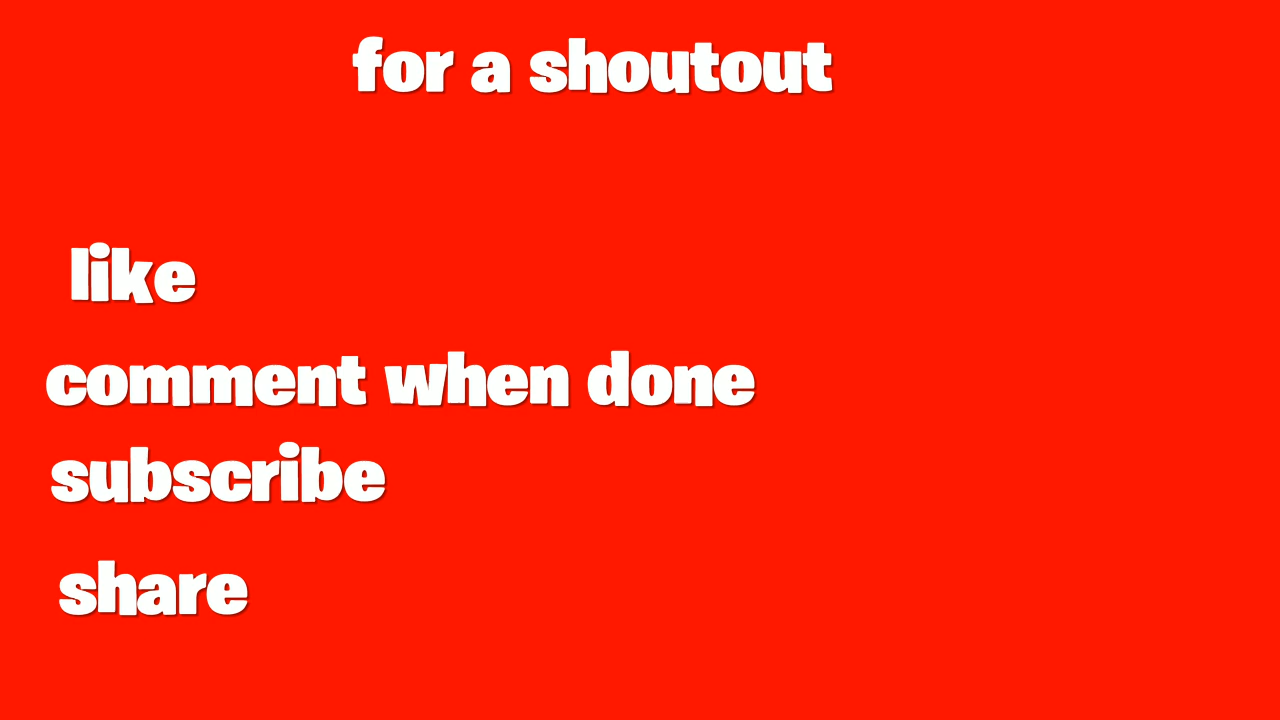 for a shoutout
like
comment when done
subscribe
share